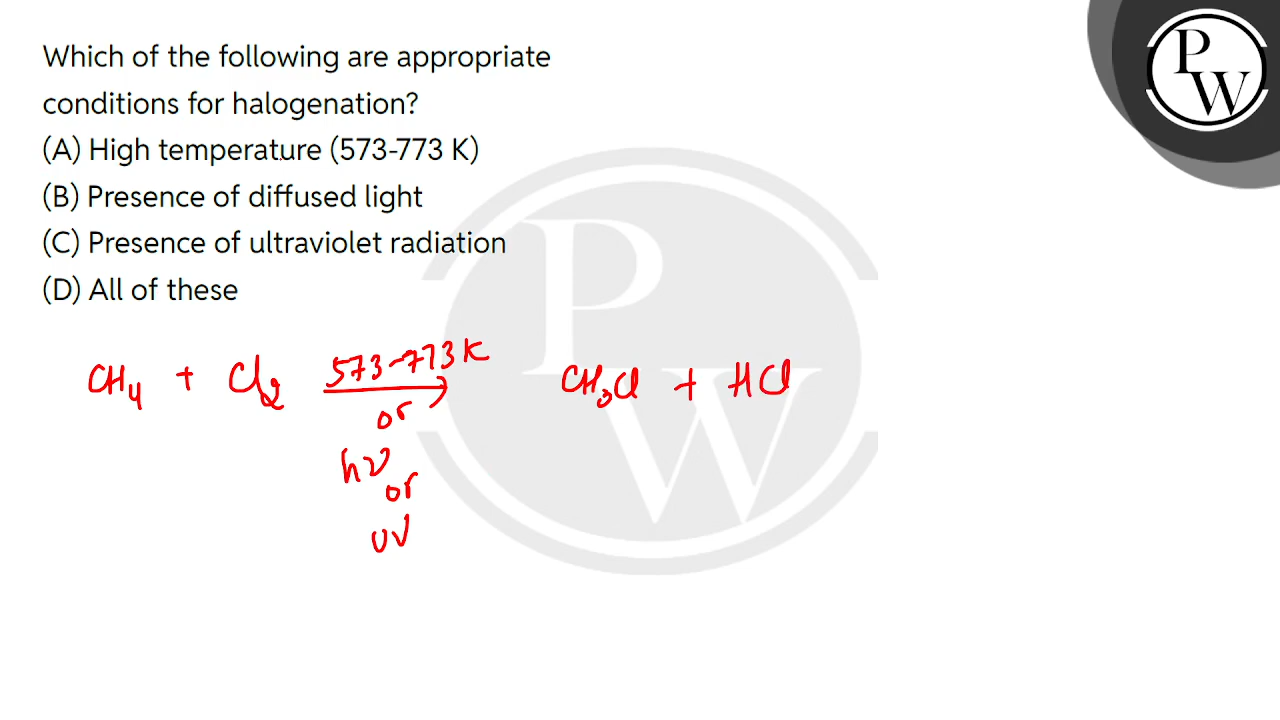 Which of the following are appropriate
conditions for halogenation?
(A) High temperature (573-773 K)
(B) Presence of diffused light
(C) Presence of ultraviolet radiation
(D) All of these
CH₄ + Cl₂ 573-773K → CH₃Cl + HCl
or
hν
or
UV
P
W
P
W